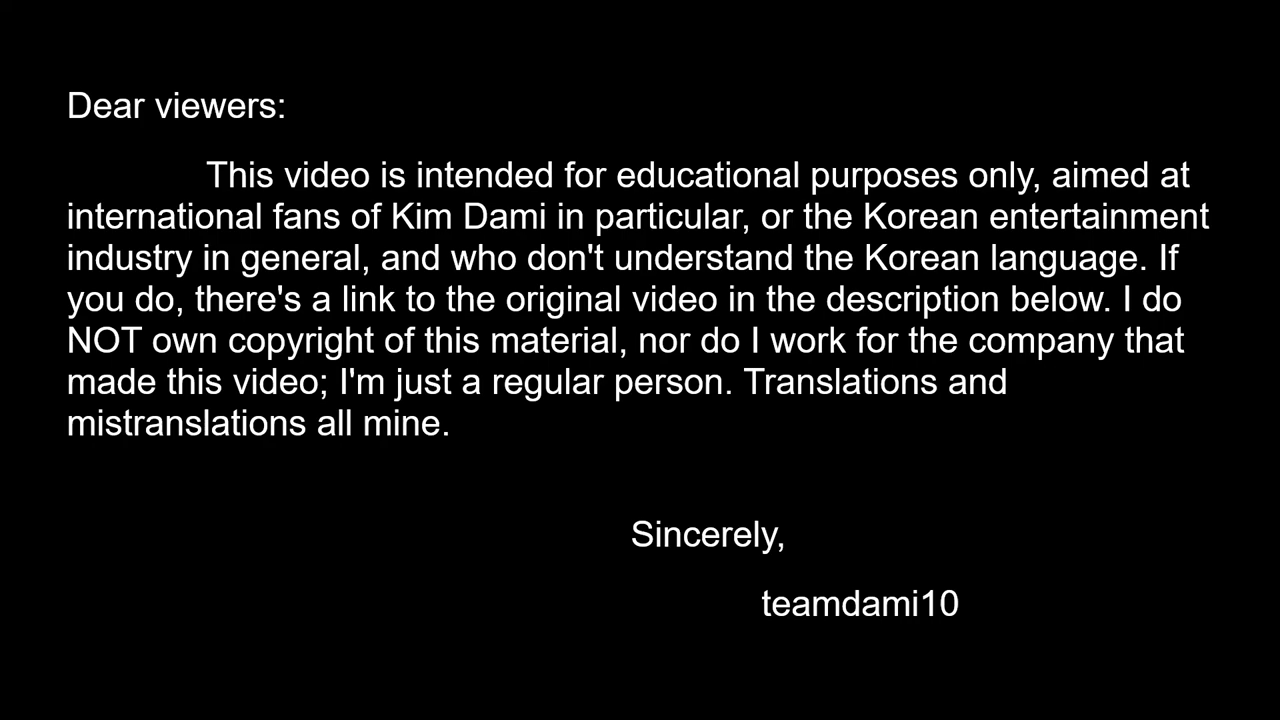 Dear viewers:
This video is intended for educational purposes only, aimed at
international fans of Kim Dami in particular, or the Korean entertainment
industry in general, and who don't understand the Korean language. If
you do, there's a link to the original video in the description below. I do
NOT own copyright of this material, nor do I work for the company that
made this video; I'm just a regular person. Translations and
mistranslations all mine.
Sincerely,
teamdami10